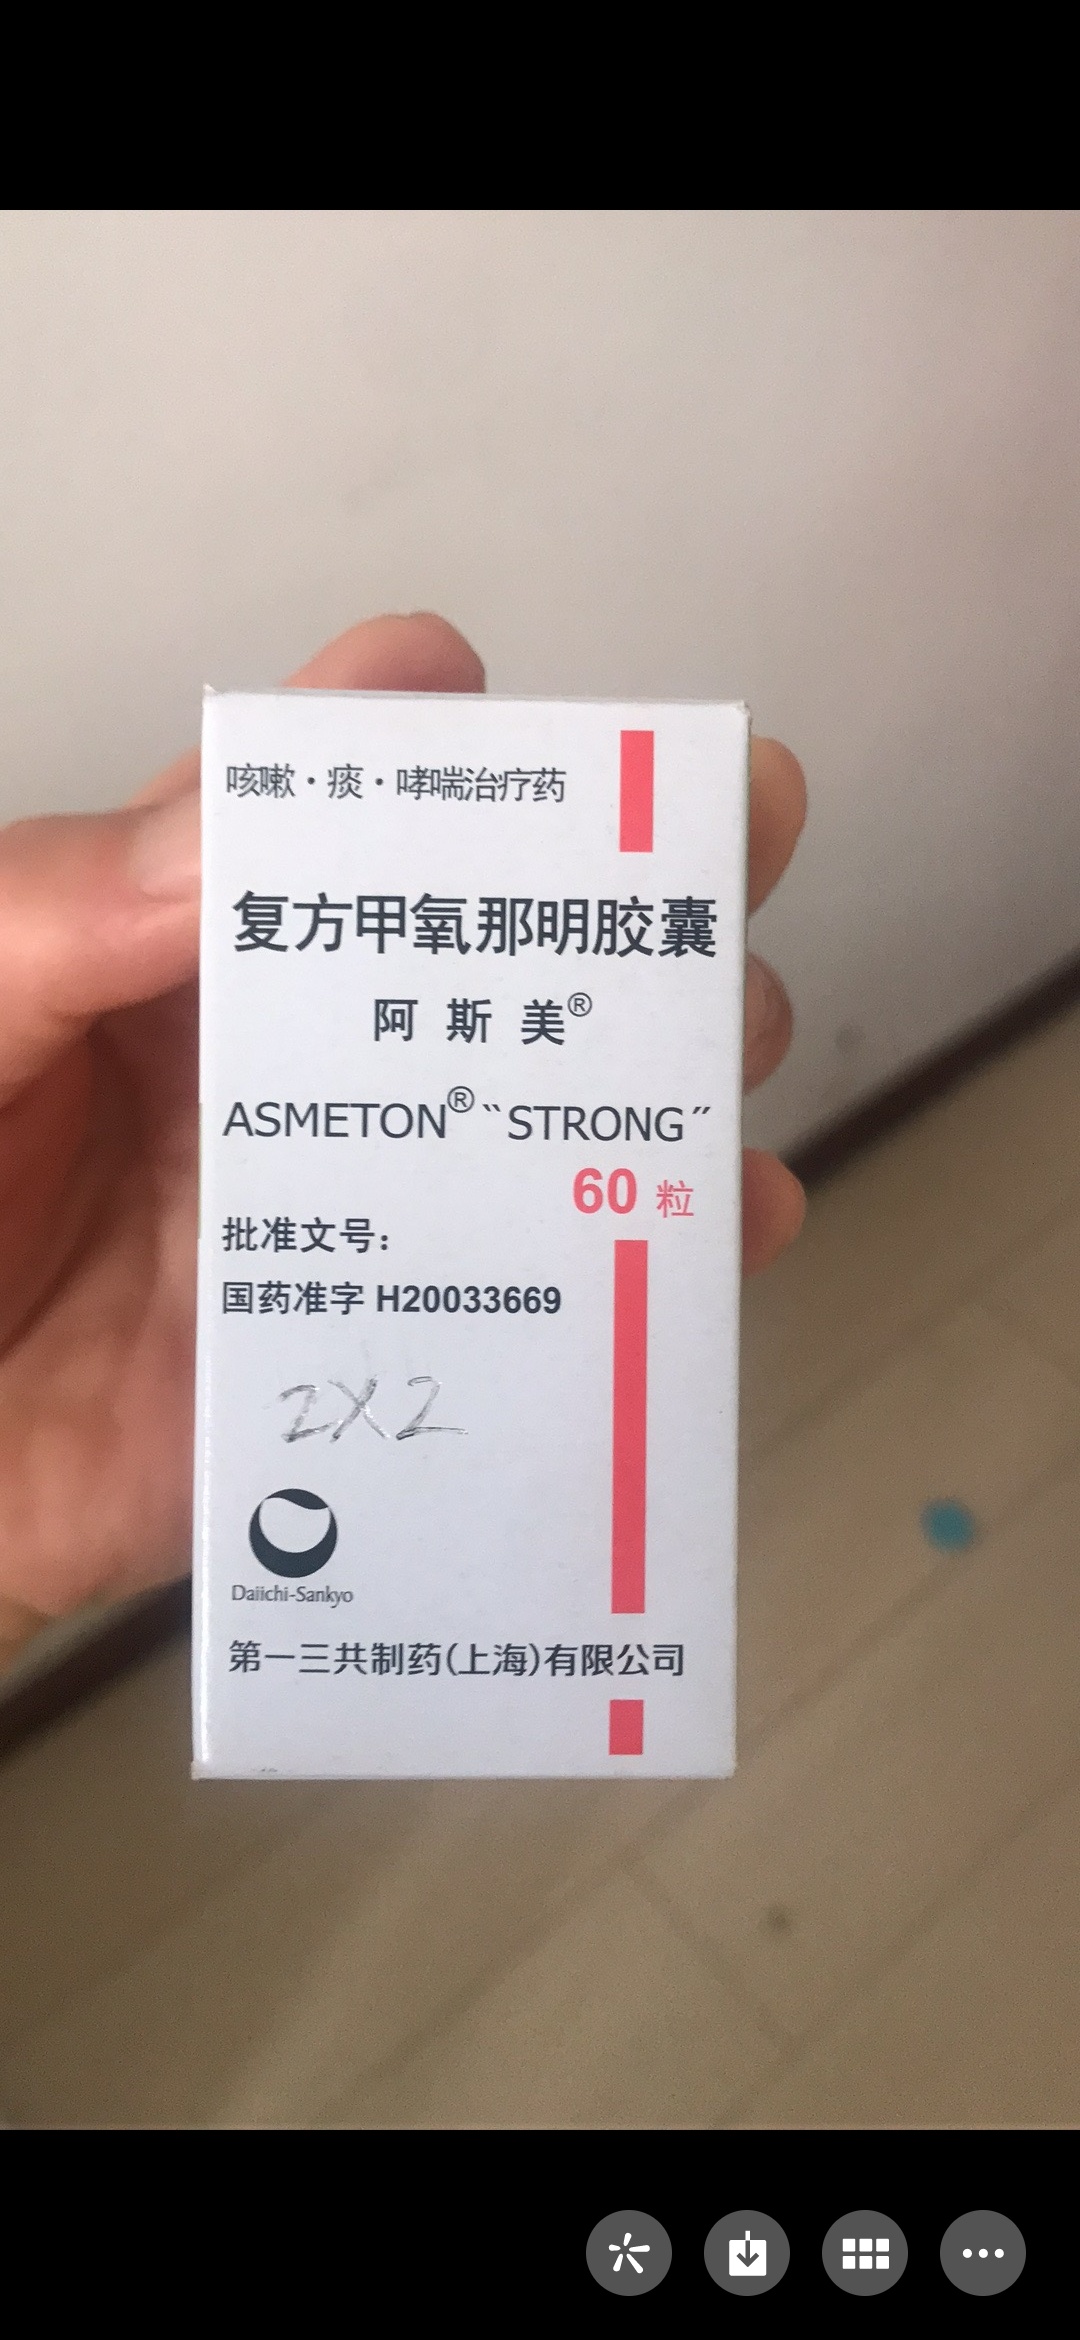 咳嗽·痰·哮喘治疗药
复方甲氧那明胶囊
阿斯美®
ASMETON® “STRONG”
60 粒
批准文号：
国药准字 H20033669
2X2
Daiichi-Sankyo
第一三共制药(上海)有限公司